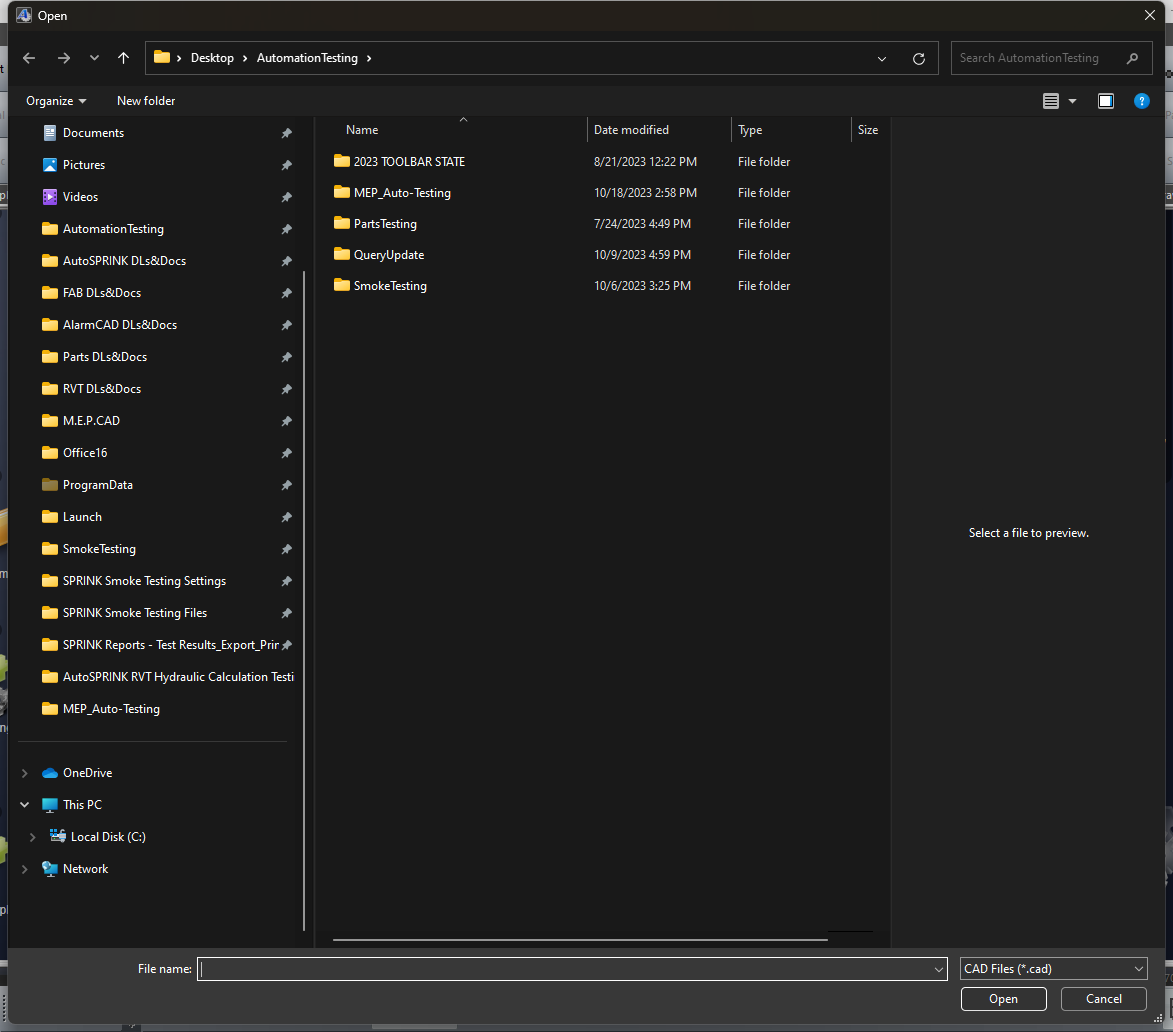 Open
Desktop > AutomationTesting >
Search AutomationTesting
Organize
New folder
Documents
Pictures
Videos
AutomationTesting
AutoSPRINK DLs&Docs
FAB DLs&Docs
AlarmCAD DLs&Docs
Parts DLs&Docs
RVT DLs&Docs
M.E.P.CAD
Office16
ProgramData
Launch
SmokeTesting
SPRINK Smoke Testing Settings
SPRINK Smoke Testing Files
SPRINK Reports - Test Results_Export_Prir
AutoSPRINK RVT Hydraulic Calculation Testi
MEP_Auto-Testing
OneDrive
This PC
Local Disk (C:)
Network
Name Date modified Type Size
2023 TOOLBAR STATE 8/21/2023 12:22 PM File folder
MEP_Auto-Testing 10/18/2023 2:58 PM File folder
PartsTesting 7/24/2023 4:49 PM File folder
QueryUpdate 10/9/2023 4:59 PM File folder
SmokeTesting 10/6/2023 3:25 PM File folder
Select a file to preview.
File name:
CAD Files (*.cad)
Open
Cancel